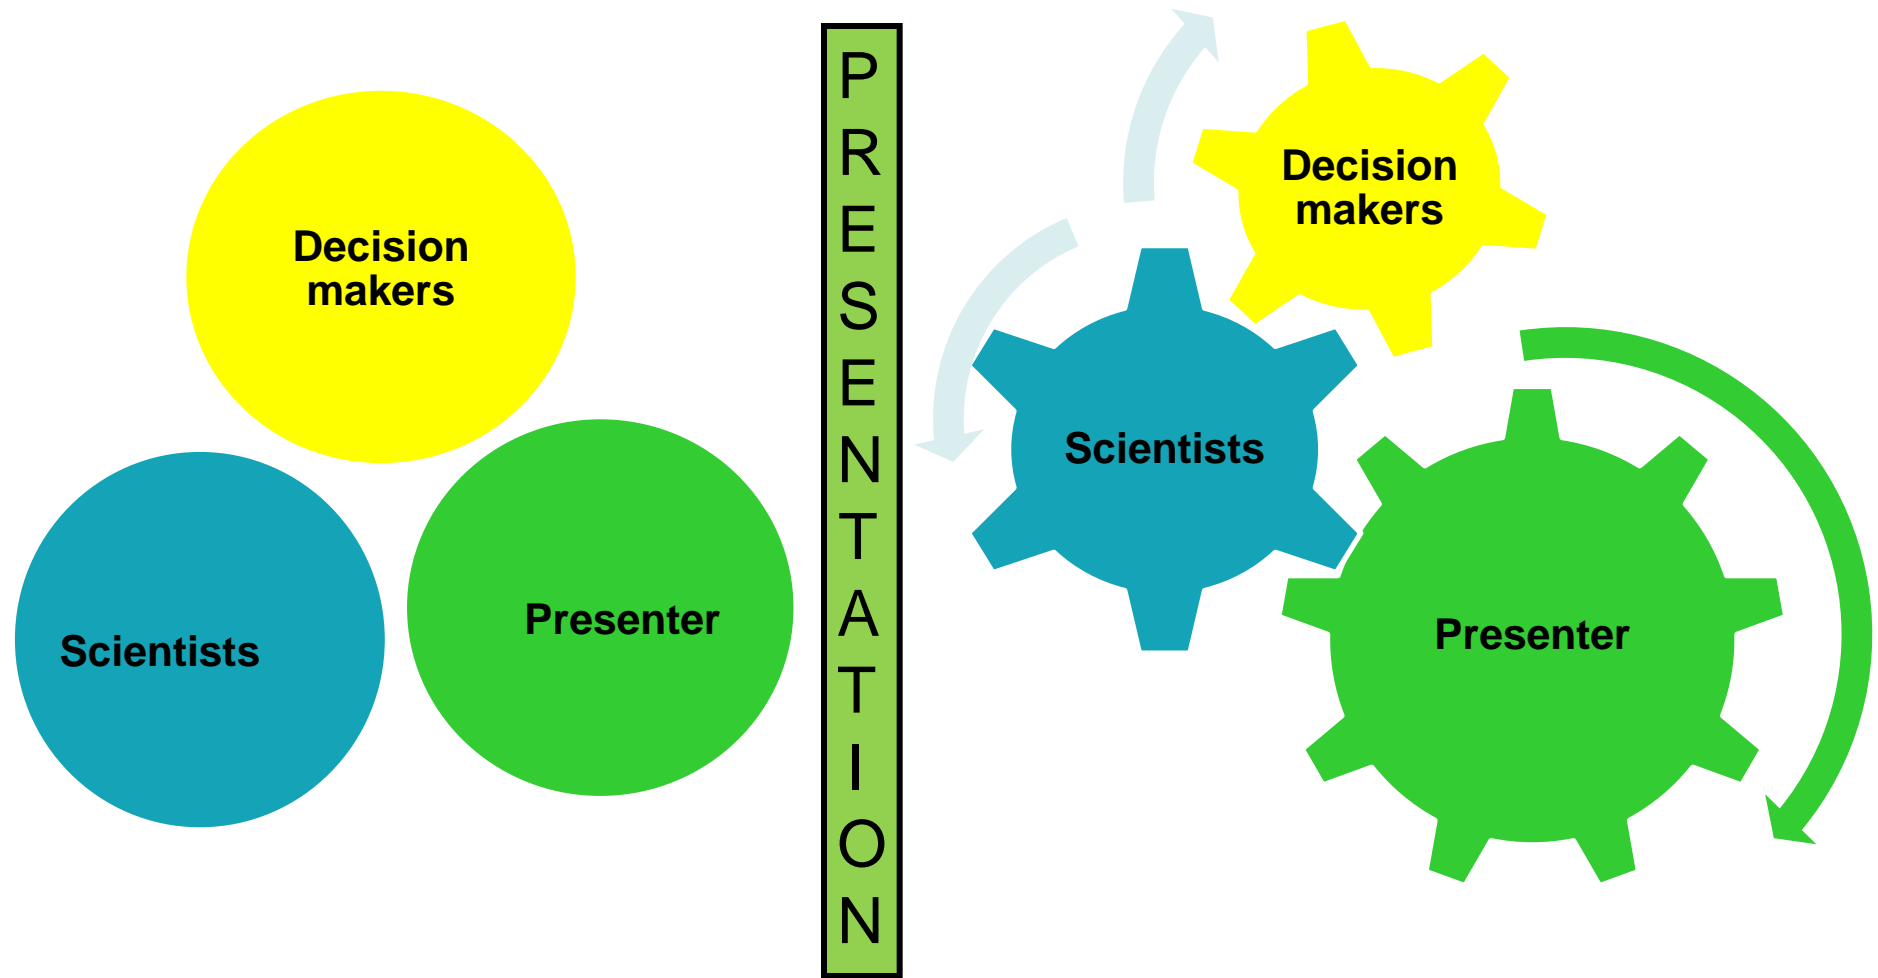 Decision
makers
Scientists
Presenter
P
R
E
S
E
N
T
A
T
I
O
N
Decision
makers
Scientists
Presenter